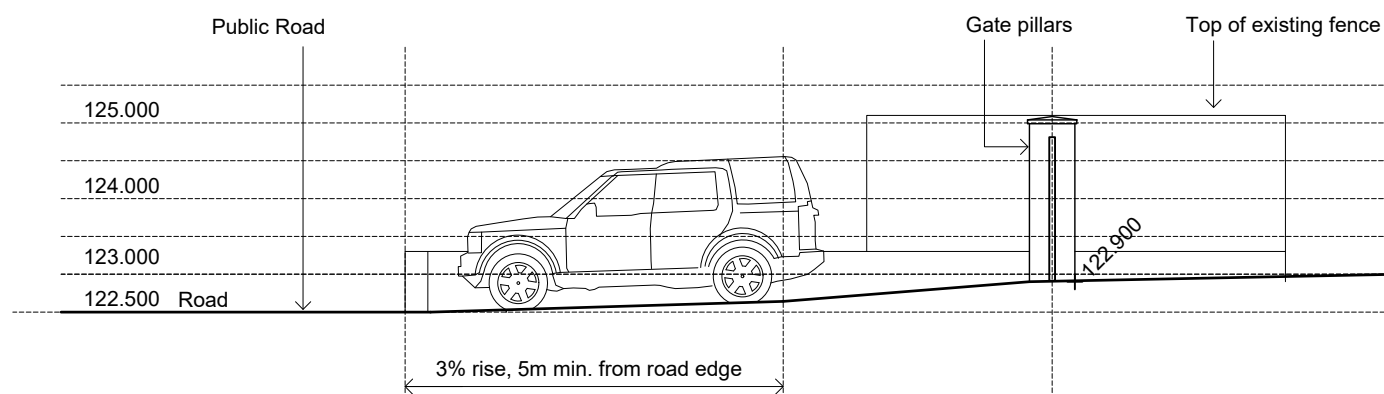 Public Road
Gate pillars
Top of existing fence
125.000
124.000
123.000
122.900
122.500 Road
3% rise, 5m min. from road edge